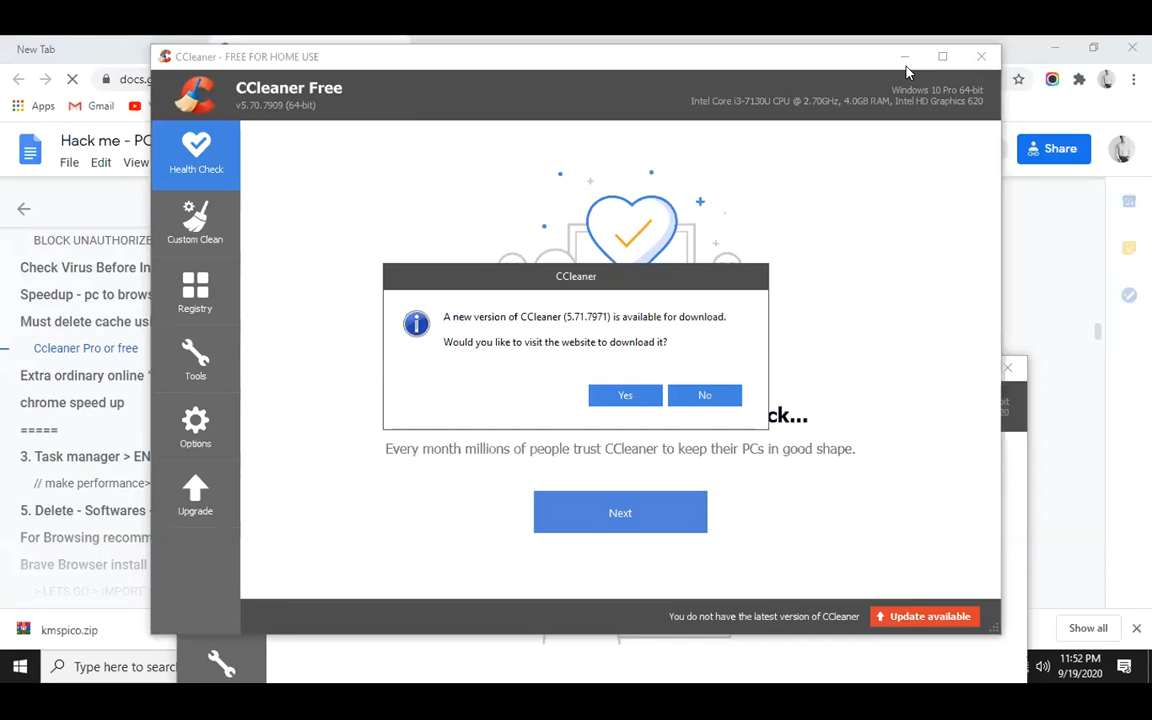 New Tab
CCleaner - FREE FOR HOME USE
CCleaner Free
v5.70.7909 (64-bit)
Windows 10 Pro 64-bit
Intel Core i3-7130U CPU @ 2.70GHz, 4.0GB RAM, Intel HD Graphics 620
docs.g
Apps
Gmail
Hack me - PC
File Edit View
Share
Health Check
Custom Clean
Registry
Tools
Options
Upgrade
BLOCK UNAUTHORIZE
Check Virus Before In
Speedup - pc to brows
Must delete cache usi
Ccleaner Pro or free
Extra ordinary online "
chrome speed up
=====
3. Task manager > EN
// make performance>
5. Delete - Softwares -
For Browsing recomm
Brave Browser install
> LETS GO > IMPORT >
CCleaner
A new version of CCleaner (5.71.7971) is available for download.
Would you like to visit the website to download it?
Yes
No
ck...
Every month millions of people trust CCleaner to keep their PCs in good shape.
Next
You do not have the latest version of CCleaner
Update available
kmspico.zip
Show all
Type here to search
11:52 PM
9/19/2020